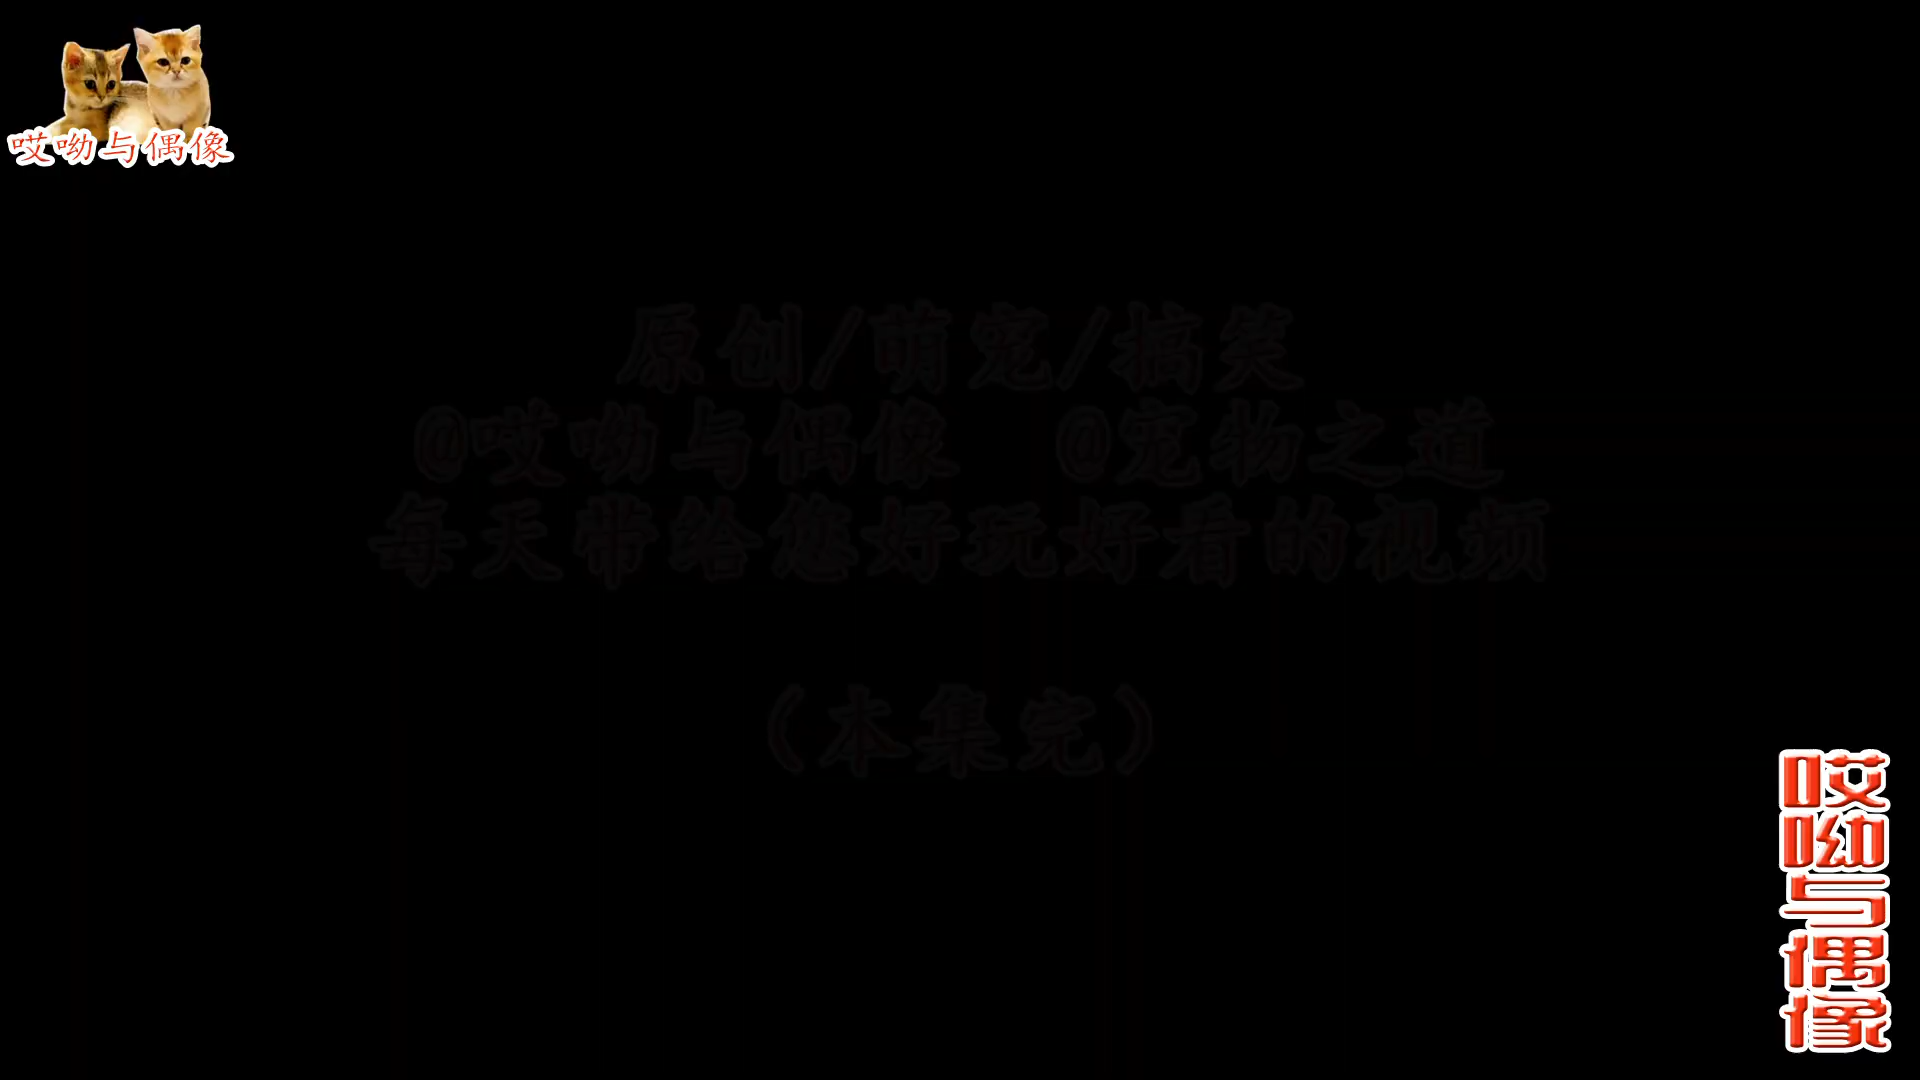 哎呦与偶像
原创/萌宠/搞笑
@哎呦与偶像 @宠物之道
每天带给您好玩好看的视频
（本集完）
哎呦与偶像